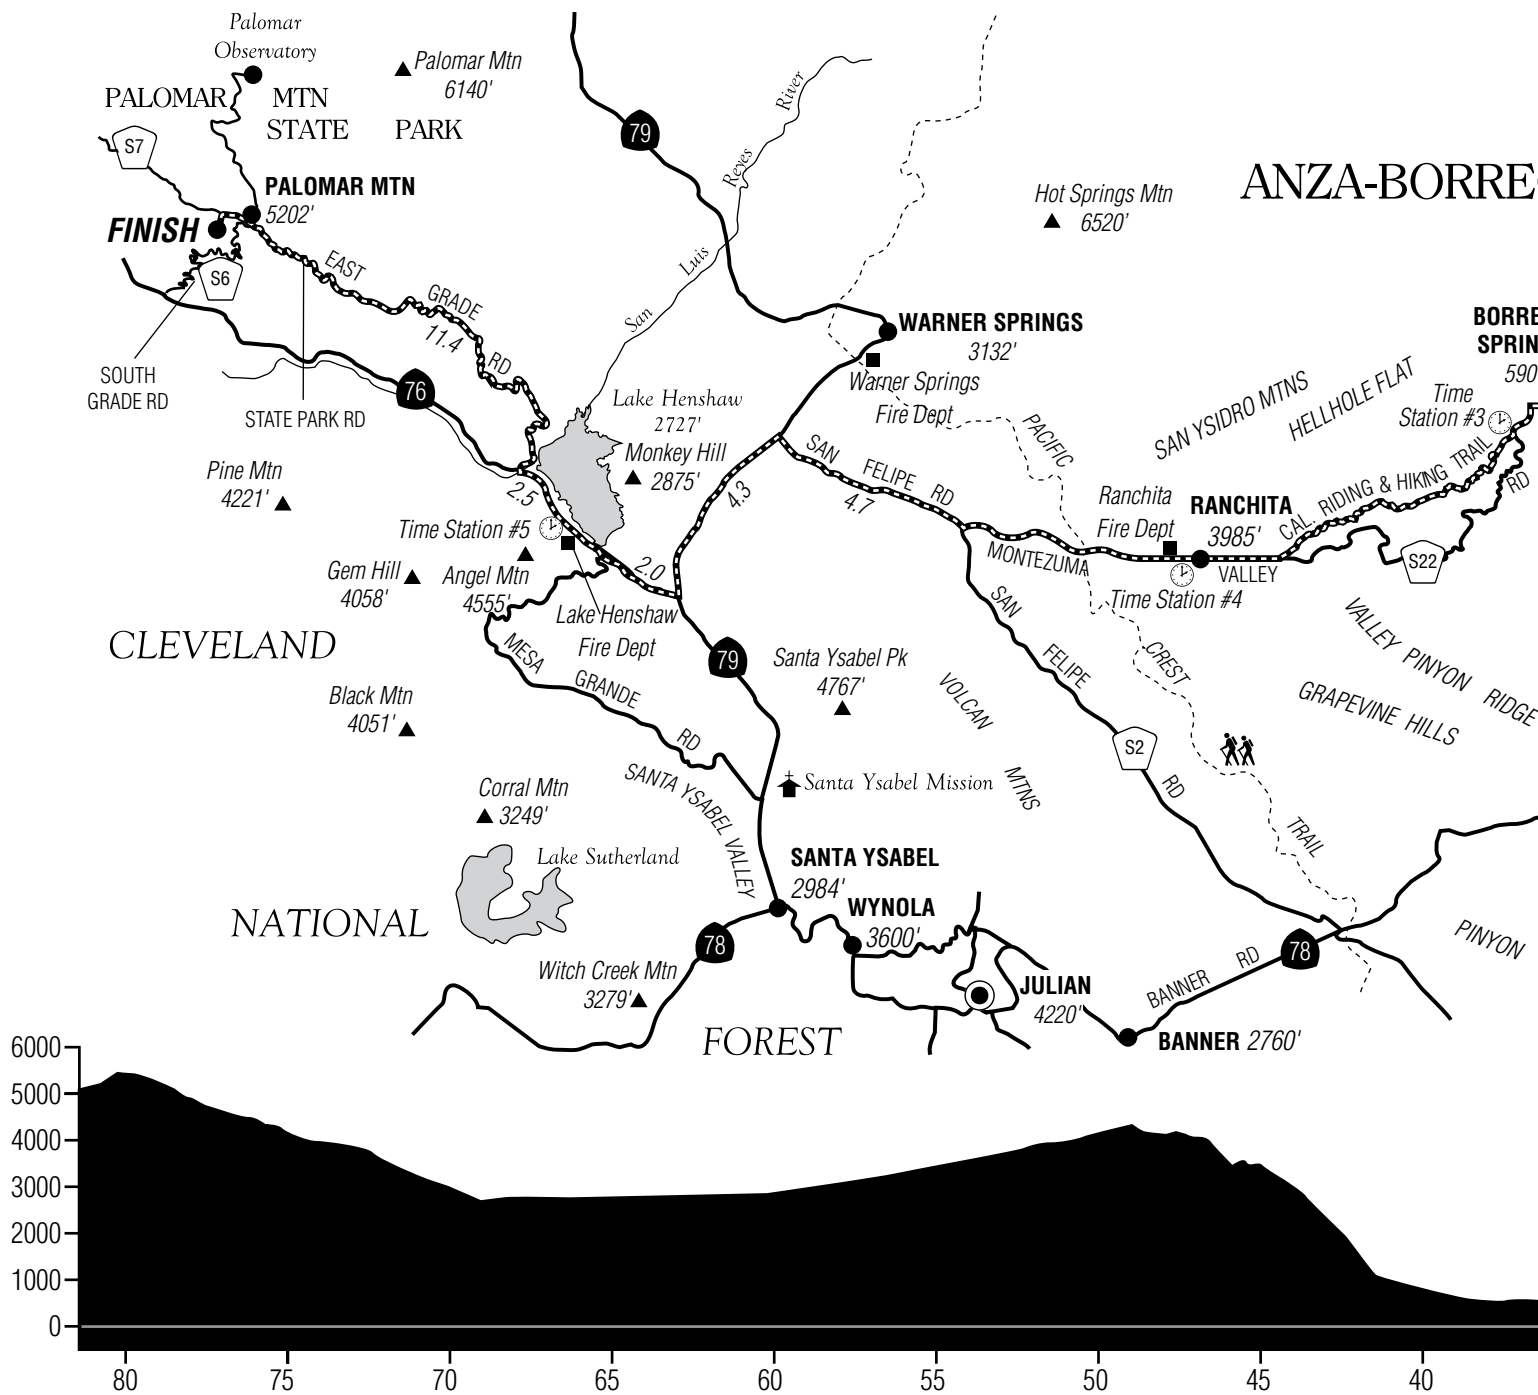 Palomar
Observatory
Palomar Mtn
6140'
PALOMAR MTN
STATE PARK
S7
79
River
Reyes
Luis
San
PALOMAR MTN
5202'
FINISH
S6
EAST
GRADE
RD
11.4
Hot Springs Mtn
6520'
ANZA-BORRE
WARNER SPRINGS
3132'
Warner Springs
Fire Dept
BORRE
SPRIN
590
Time
Station #3
SOUTH
GRADE RD
STATE PARK RD
76
Lake Henshaw
2727'
Monkey Hill
2875'
PACIFIC
SAN YSIDRO MTNS
HELLHOLE FLAT
SAN FELIPE RD
4.7
4.3
Pine Mtn
4221'
2.5
Time Station #5
Ranchita
Fire Dept
RANCHITA
3985'
CAL. RIDING & HIKING TRAIL
RD
S22
MONTEZUMA
VALLEY
Time Station #4
Gem Hill
4058'
Angel Mtn
4555'
2.0
Lake Henshaw
Fire Dept
CLEVELAND
MESA
GRANDE
RD
79
Santa Ysabel Pk
4767'
SAN
FELIPE
S2
RD
CREST
VALLEY PINYON RIDGE
GRAPEVINE HILLS
VOLCAN
MTNS
Black Mtn
4051'
SANTA YSABEL VALLEY
Santa Ysabel Mission
Corral Mtn
3249'
TRAIL
Lake Sutherland
SANTA YSABEL
2984'
WYNOLA
3600'
NATIONAL
78
78
Witch Creek Mtn
3279'
BANNER RD
PINYON
JULIAN
4220'
FOREST
BANNER 2760'
6000
5000
4000
3000
2000
1000
0
80 75 70 65 60 55 50 45 40